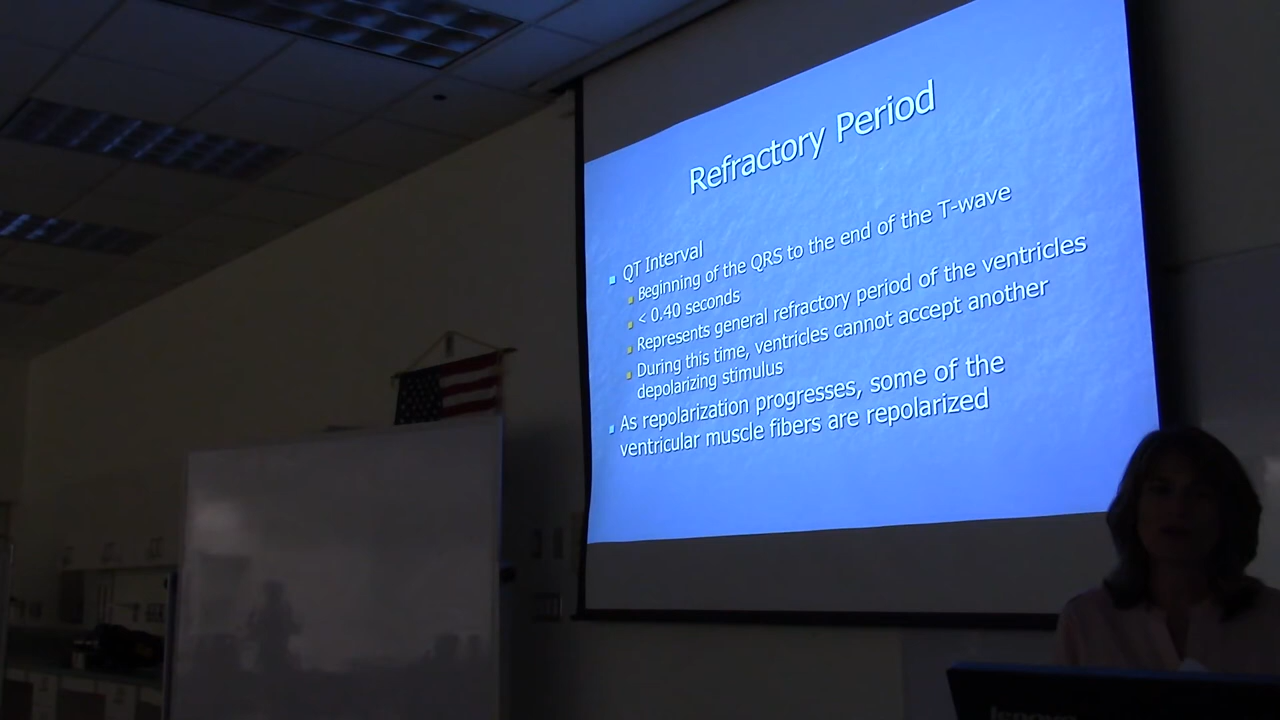 Refractory Period
QT Interval
Beginning of the QRS to the end of the T-wave
< 0.40 seconds
Represents general refractory period of the ventricles
During this time, ventricles cannot accept another
depolarizing stimulus
As repolarization progresses, some of the
ventricular muscle fibers are repolarized